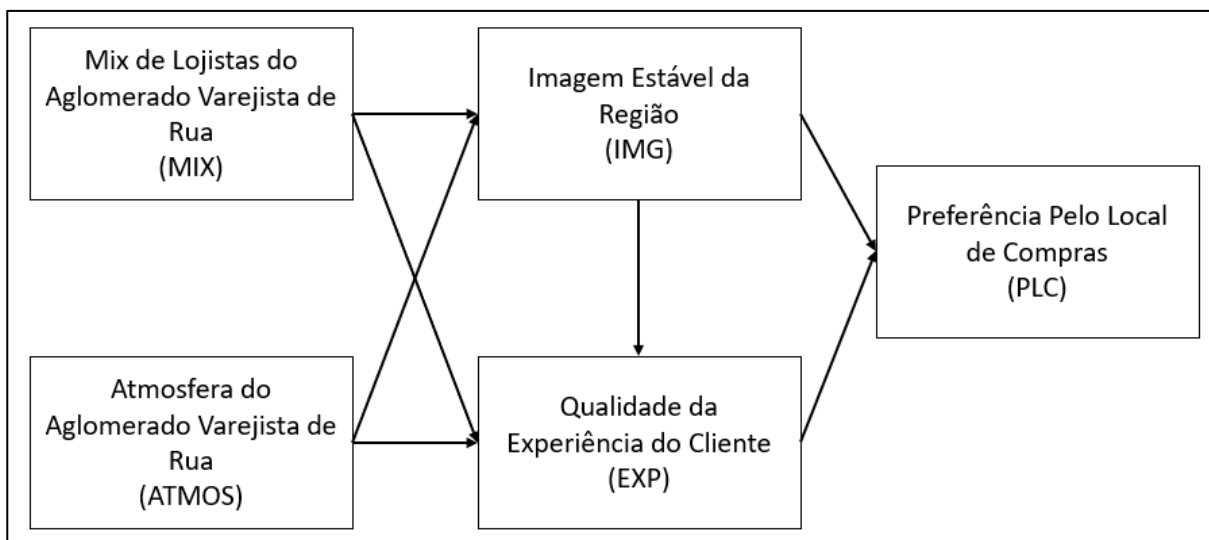 Mix de Lojistas do
Aglomerado Varejista de
Rua
(MIX)
Imagem Estável da
Região
(IMG)
Preferência Pelo Local
de Compras
(PLC)
Atmosfera do
Aglomerado Varejista de
Rua
(ATMOS)
Qualidade da
Experiência do Cliente
(EXP)